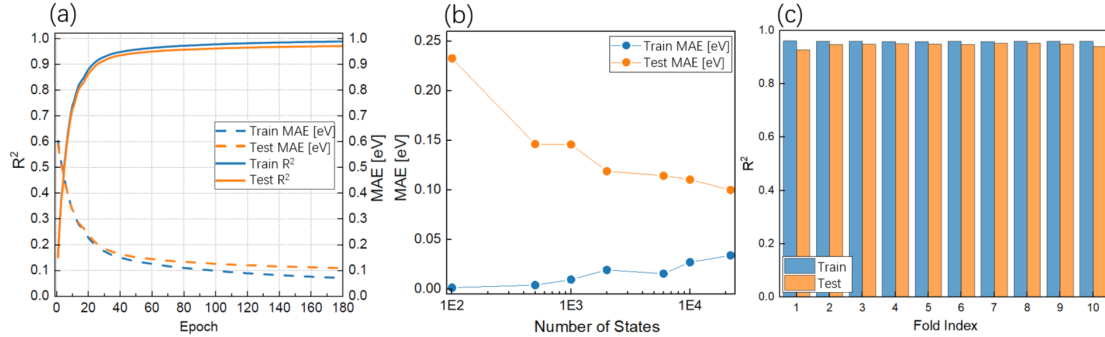 (a)
1.0
0.9
0.8
0.7
0.6
0.5
0.4
0.3
0.2
0.1
0.0
R²
Train MAE [eV]
Test MAE [eV]
Train R²
Test R²
1.0
0.9
0.8
0.7
0.6
0.5
0.4
0.3
0.2
0.1
0.0
MAE [eV]
0 20 40 60 80 100 120 140 160 180
Epoch
(b)
0.25
0.20
0.15
0.10
0.05
0.00
MAE [eV]
Train MAE [eV]
Test MAE [eV]
1E2 1E3 1E4
Number of States
(c)
1.0
0.8
0.6
0.4
0.2
0.0
R²
Train
Test
1 2 3 4 5 6 7 8 9 10
Fold Index